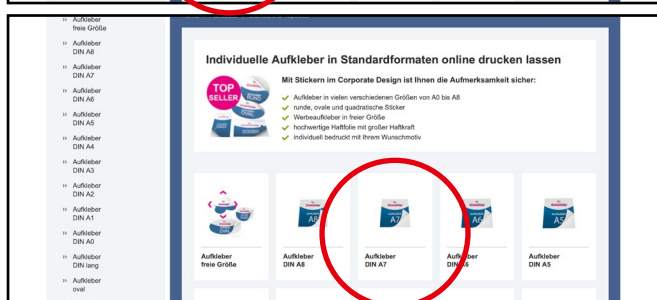 ›› Aufkleber
freie Größe
›› Aufkleber
DIN A8
›› Aufkleber
DIN A7
›› Aufkleber
DIN A6
›› Aufkleber
DIN A5
›› Aufkleber
DIN A4
›› Aufkleber
DIN A3
›› Aufkleber
DIN A2
›› Aufkleber
DIN A1
›› Aufkleber
DIN A0
›› Aufkleber
DIN lang
›› Aufkleber
oval
Individuelle Aufkleber in Standardformaten online drucken lassen
TOP
SELLER
Mit Stickern im Corporate Design ist Ihnen die Aufmerksamkeit sicher:
Aufkleber in vielen verschiedenen Größen von A0 bis A8
runde, ovale und quadratische Sticker
Werbeaufkleber in freier Größe
hochwertige Haftfolie mit großer Haftkraft
individuell bedruckt mit Ihrem Wunschmotiv
A8
A7
A6
A5
Aufkleber
freie Größe
Aufkleber
DIN A8
Aufkleber
DIN A7
Aufkleber
DIN A6
Aufkleber
DIN A5